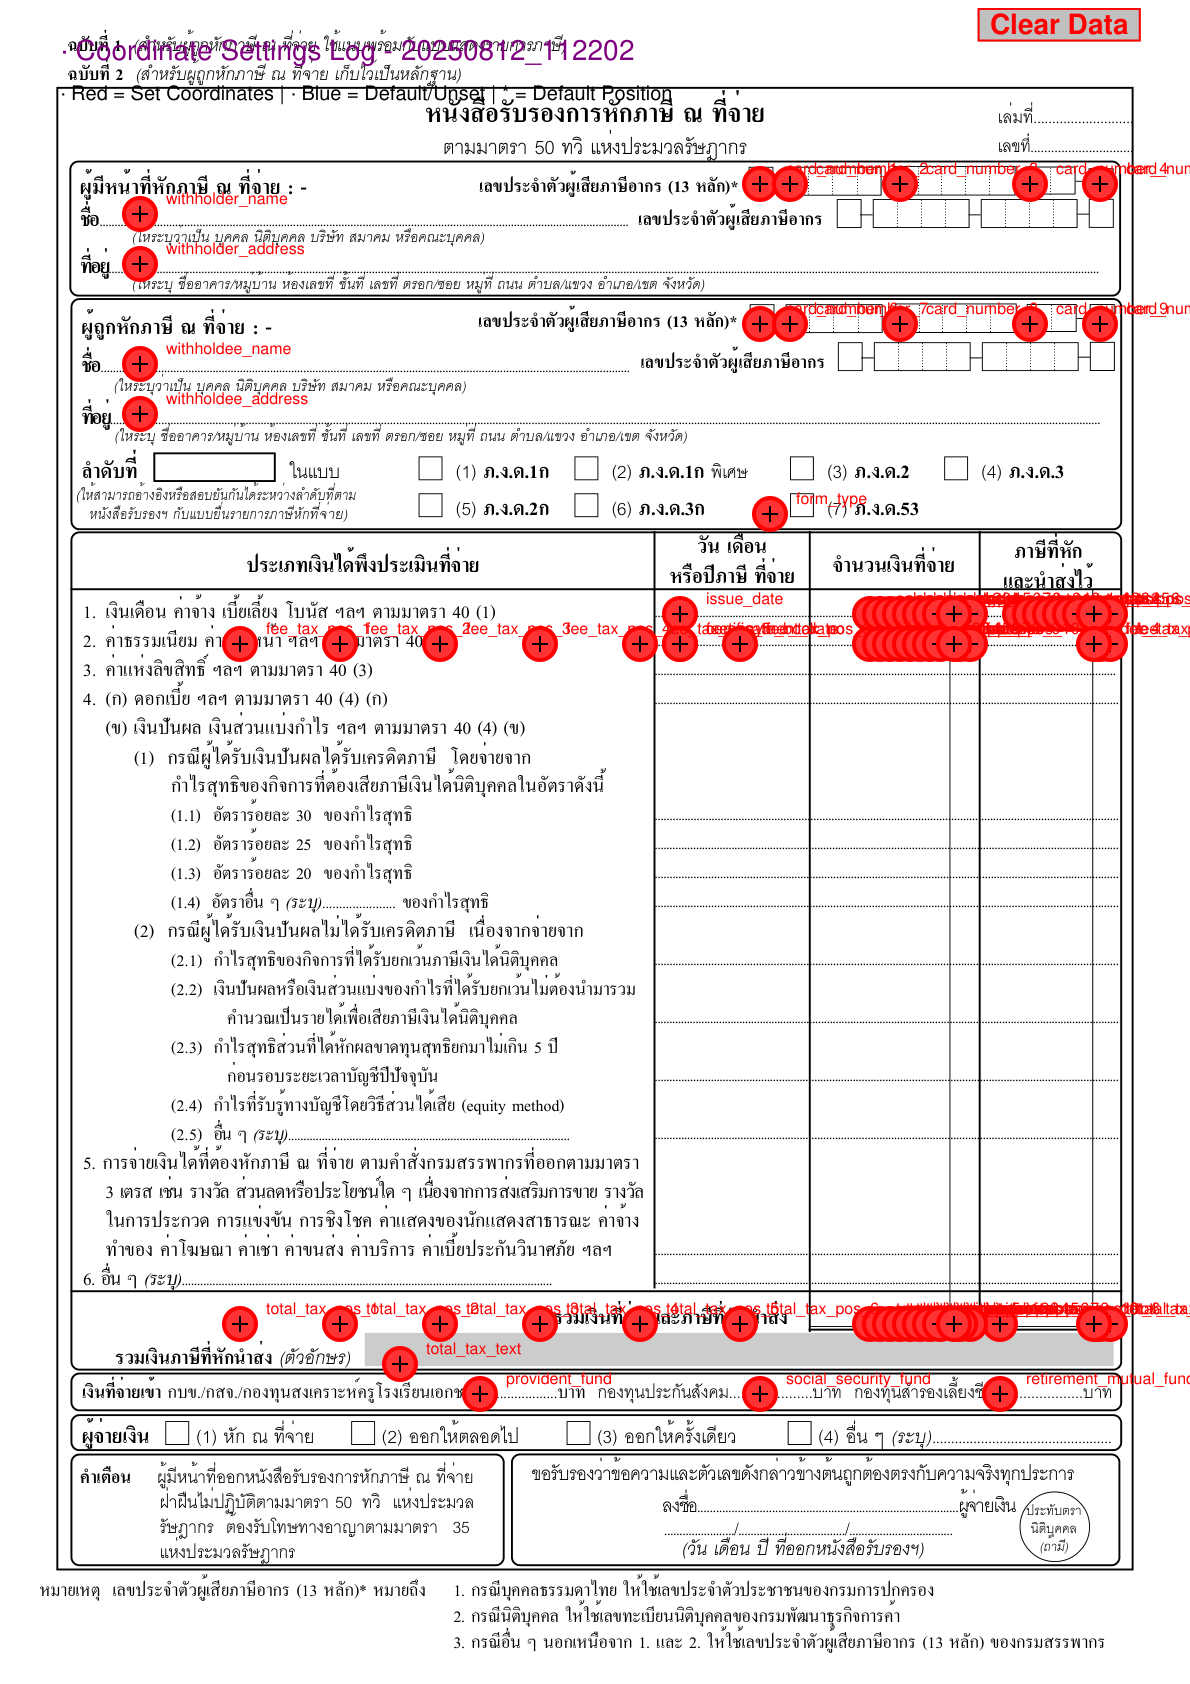 Clear Data
ฉบับที่ 1 (สำหรับผู้ถูกหักภาษี ณ ที่จ่าย ใช้แนบพร้อมกับแบบแสดงรายการภาษี)
· Coordinate Settings Log - 20250812_112202
ฉบับที่ 2 (สำหรับผู้ถูกหักภาษี ณ ที่จ่าย เก็บไว้เป็นหลักฐาน)
· Red = Set Coordinates | · Blue = Default/Unset | * = Default Position
หนังสือรับรองการหักภาษี ณ ที่จ่าย
เล่มที่
ตามมาตรา 50 ทวิ แห่งประมวลรัษฎากร
เลขที่
ผู้มีหน้าที่หักภาษี ณ ที่จ่าย : -
เลขประจำตัวผู้เสียภาษีอากร (13 หลัก)*
withholder_name
ชื่อ
เลขประจำตัวผู้เสียภาษีอากร
(ให้ระบุว่าเป็น บุคคล นิติบุคคล บริษัท สมาคม หรือคณะบุคคล)
withholder_address
ที่อยู่
(ให้ระบุ ชื่ออาคาร/หมู่บ้าน ห้องเลขที่ ชั้นที่ เลขที่ ตรอก/ซอย หมู่ที่ ถนน ตำบล/แขวง อำเภอ/เขต จังหวัด)
ผู้ถูกหักภาษี ณ ที่จ่าย : -
เลขประจำตัวผู้เสียภาษีอากร (13 หลัก)*
withholdee_name
ชื่อ
เลขประจำตัวผู้เสียภาษีอากร
(ให้ระบุว่าเป็น บุคคล นิติบุคคล บริษัท สมาคม หรือคณะบุคคล)
withholdee_address
ที่อยู่
(ให้ระบุ ชื่ออาคาร/หมู่บ้าน ห้องเลขที่ ชั้นที่ เลขที่ ตรอก/ซอย หมู่ที่ ถนน ตำบล/แขวง อำเภอ/เขต จังหวัด)
ลำดับที่ ในแบบ (1) ภ.ง.ด.1ก (2) ภ.ง.ด.1ก พิเศษ (3) ภ.ง.ด.2 (4) ภ.ง.ด.3
(ให้สามารถอ้างอิงหรือสอบยันกันได้ระหว่างลำดับที่ตาม
หนังสือรับรองฯ กับแบบยื่นรายการภาษีหักที่จ่าย)
form_type
(5) ภ.ง.ด.2ก (6) ภ.ง.ด.3ก (7) ภ.ง.ด.53
ประเภทเงินได้พึงประเมินที่จ่าย
วัน เดือน
หรือปีภาษี ที่จ่าย
จำนวนเงินที่จ่าย
ภาษีที่หัก
และนำส่งไว้
issue_date
1. เงินเดือน ค่าจ้าง เบี้ยเลี้ยง โบนัส ฯลฯ ตามมาตรา 40 (1)
fee_tax_pos_1 fee_tax_pos_2 fee_tax_pos_3
2. ค่าธรรมเนียม
3. ค่าแห่งลิขสิทธิ์ ฯลฯ ตามมาตรา 40 (3)
4. (ก) ดอกเบี้ย ฯลฯ ตามมาตรา 40 (4) (ก)
(ข) เงินปันผล เงินส่วนแบ่งกำไร ฯลฯ ตามมาตรา 40 (4) (ข)
(1) กรณีผู้ได้รับเงินปันผลได้รับเครดิตภาษี โดยจ่ายจาก
กำไรสุทธิของกิจการที่ต้องเสียภาษีเงินได้นิติบุคคลในอัตราดังนี้
(1.1) อัตราร้อยละ 30 ของกำไรสุทธิ
(1.2) อัตราร้อยละ 25 ของกำไรสุทธิ
(1.3) อัตราร้อยละ 20 ของกำไรสุทธิ
(1.4) อัตราอื่น ๆ (ระบุ) ของกำไรสุทธิ
(2) กรณีผู้ได้รับเงินปันผลไม่ได้รับเครดิตภาษี เนื่องจากจ่ายจาก
(2.1) กำไรสุทธิของกิจการที่ได้รับยกเว้นภาษีเงินได้นิติบุคคล
(2.2) เงินปันผลหรือเงินส่วนแบ่งของกำไรที่ได้รับยกเว้นไม่ต้องนำมารวม
คำนวณเป็นรายได้เพื่อเสียภาษีเงินได้นิติบุคคล
(2.3) กำไรสุทธิส่วนที่ได้หักผลขาดทุนสุทธิยกมาไม่เกิน 5 ปี
ก่อนรอบระยะเวลาบัญชีปีปัจจุบัน
(2.4) กำไรที่รับรู้ทางบัญชีโดยวิธีส่วนได้เสีย (equity method)
(2.5) อื่น ๆ (ระบุ)
5. การจ่ายเงินได้ที่ต้องหักภาษี ณ ที่จ่าย ตามคำสั่งกรมสรรพากรที่ออกตามมาตรา
3 เตรส เช่น รางวัล ส่วนลดหรือประโยชน์ใด ๆ เนื่องจากการส่งเสริมการขาย รางวัล
ในการประกวด การแข่งขัน การชิงโชค ค่าแสดงของนักแสดงสาธารณะ ค่าจ้าง
ทำของ ค่าโฆษณา ค่าเช่า ค่าขนส่ง ค่าบริการ ค่าเบี้ยประกันวินาศภัย ฯลฯ
6. อื่น ๆ (ระบุ)
total_tax_pos_1 total_tax_pos_2 total_tax_pos_3 total_tax_pos_4 total_tax_pos_5
total_tax_text
รวมเงินภาษีที่หักนำส่ง (ตัวอักษร)
provident_fund social_security_fund retirement_mutual_fund
เงินที่จ่ายเข้า กบข./กสจ./กองทุนสงเคราะห์ครูโรงเรียนเอกช บาท กองทุนประกันสังคม บาท กองทุนสำรองเลี้ยงชี บาท
ผู้จ่ายเงิน (1) หัก ณ ที่จ่าย (2) ออกให้ตลอดไป (3) ออกให้ครั้งเดียว (4) อื่น ๆ (ระบุ)
คำเตือน ผู้มีหน้าที่ออกหนังสือรับรองการหักภาษี ณ ที่จ่าย
ฝ่าฝืนไม่ปฏิบัติตามมาตรา 50 ทวิ แห่งประมวล
รัษฎากร ต้องรับโทษทางอาญาตามมาตรา 35
แห่งประมวลรัษฎากร
ขอรับรองว่าข้อความและตัวเลขดังกล่าวข้างต้นถูกต้องตรงกับความจริงทุกประการ
ลงชื่อ ผู้จ่ายเงิน
(วัน เดือน ปี ที่ออกหนังสือรับรองฯ)
ประทับตรา
นิติบุคคล
(ถ้ามี)
หมายเหตุ เลขประจำตัวผู้เสียภาษีอากร (13 หลัก)* หมายถึง 1. กรณีบุคคลธรรมดาไทย ให้ใช้เลขประจำตัวประชาชนของกรมการปกครอง
2. กรณีนิติบุคคล ให้ใช้เลขทะเบียนนิติบุคคลของกรมพัฒนาธุรกิจการค้า
3. กรณีอื่น ๆ นอกเหนือจาก 1. และ 2. ให้ใช้เลขประจำตัวผู้เสียภาษีอากร (13 หลัก) ของกรมสรรพากร